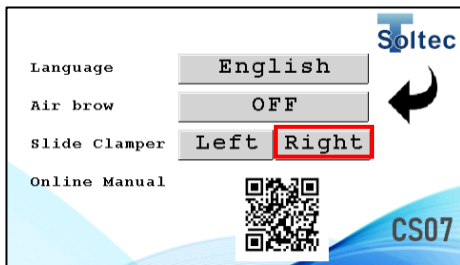 Soltec
Language English
Air brow OFF
Slide Clamper Left Right
Online Manual
CS07